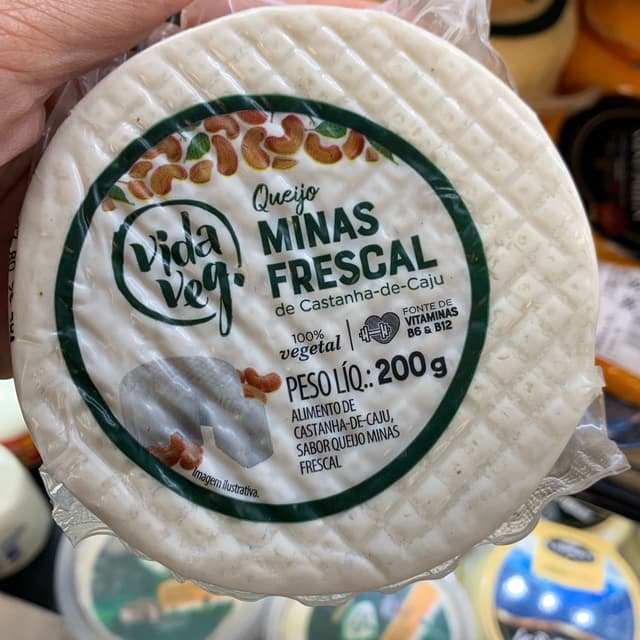 Queijo
MINAS
FRESCAL
de Castanha-de-Caju
vida
veg.
100%
vegetal
FONTE DE
VITAMINAS
B6 & B12
PESO LÍQ.: 200g
ALIMENTO DE
CASTANHA-DE-CAJU,
SABOR QUEIJO MINAS
FRESCAL
Imagem Ilustrativa.